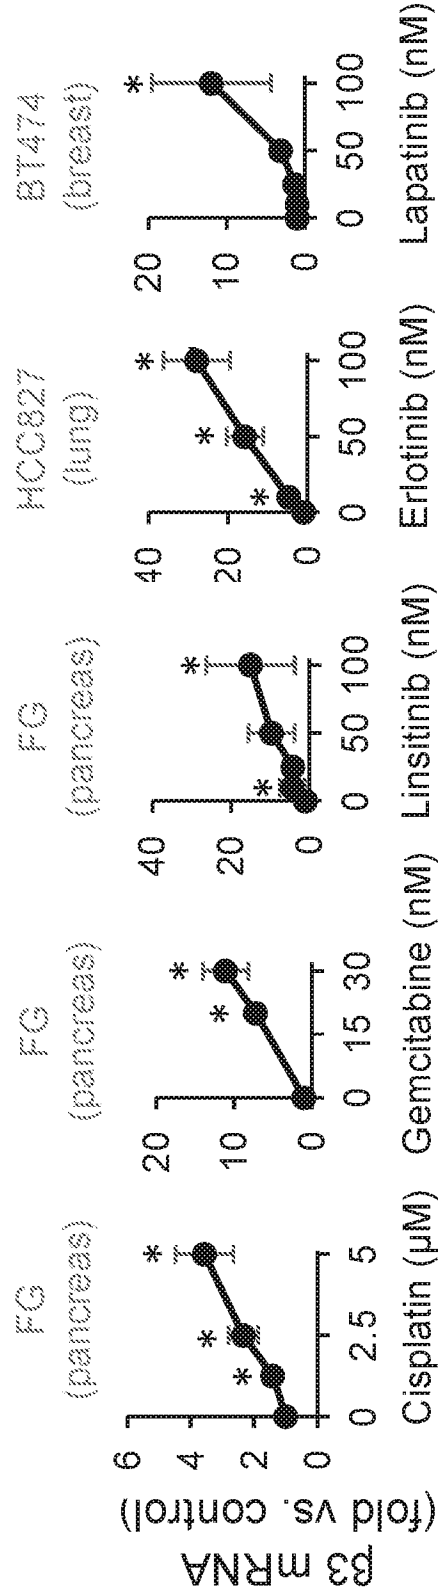 β3 mRNA
(fold vs. control)
FG
(pancreas)
6
4
2
0
0 2.5 5
Cisplatin (μM)
*
*
*
FG
(pancreas)
20
10
0
0 15 30
Gemcitabine (nM)
*
*
FG
(pancreas)
40
20
0
0 50 100
Linsitinib (nM)
*
*
HCC827
(lung)
40
20
0
0 50 100
Erlotinib (nM)
*
*
*
BT474
(breast)
20
10
0
0 50 100
Lapatinib (nM)
*